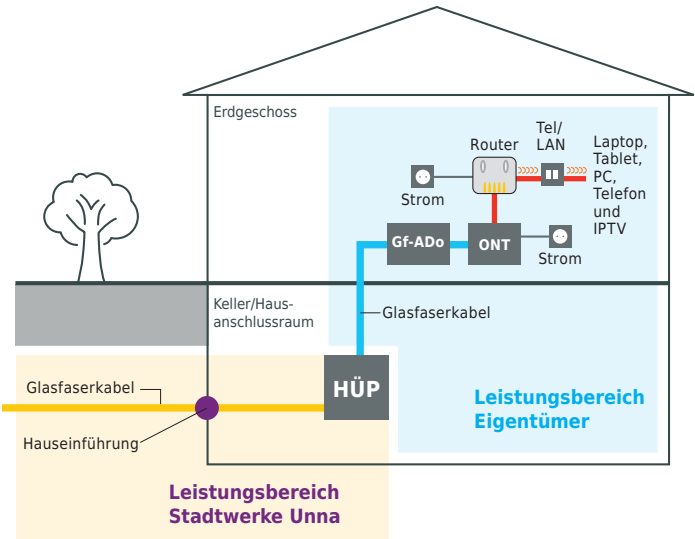 Erdgeschoss
Tel/
LAN
Router
Laptop,
Tablet,
PC,
Telefon
und
IPTV
Strom
Gf-ADo
ONT
Strom
Keller/Haus-
anschlussraum
Glasfaserkabel
HÜP
Glasfaserkabel
Hauseinführung
Leistungsbereich
Eigentümer
Leistungsbereich
Stadtwerke Unna